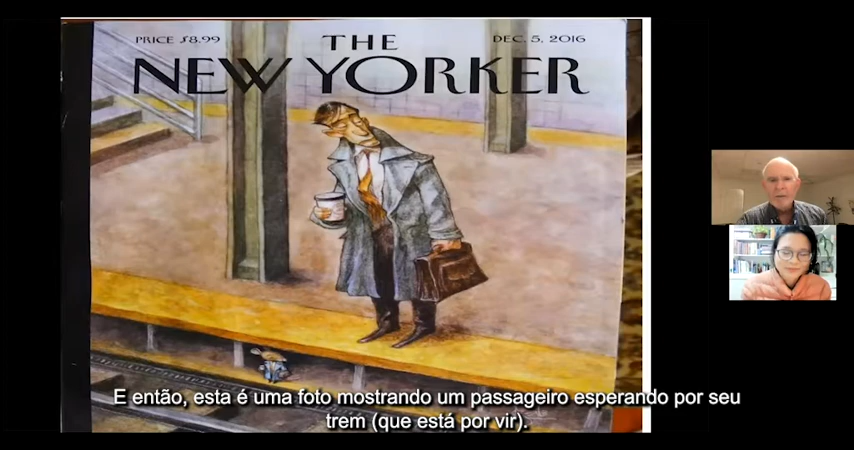 PRICE $8.99
THE
DEC. 5, 2016
NEW YORKER
E então, esta é uma foto mostrando um passageiro esperando por seu
trem (que está por vir).